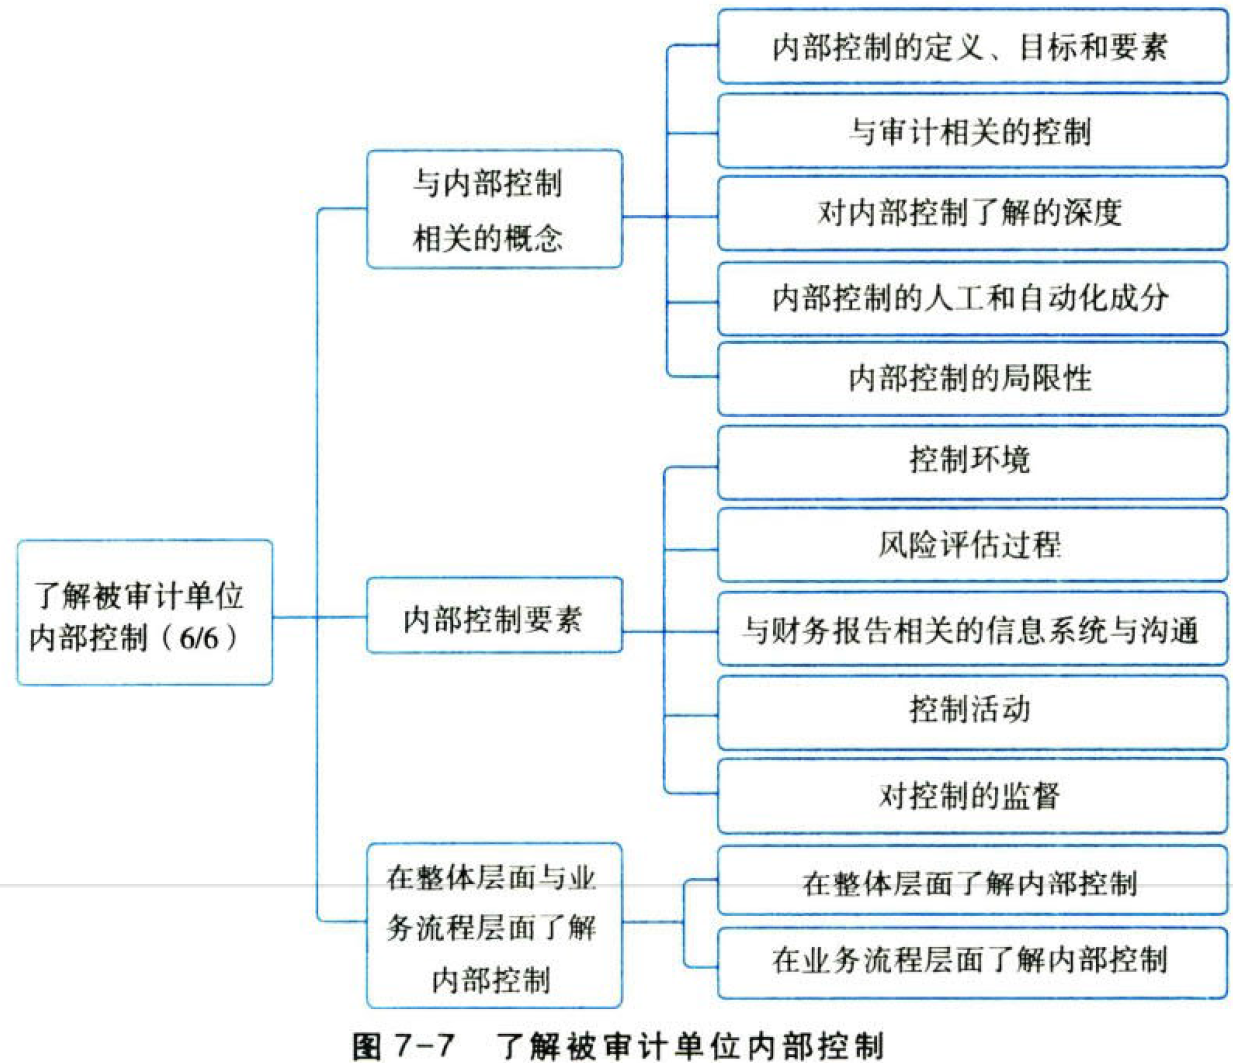 了解被审计单位
内部控制（6/6）
与内部控制
相关的概念
内部控制的定义、目标和要素
与审计相关的控制
对内部控制了解的深度
内部控制的人工和自动化成分
内部控制的局限性
内部控制要素
控制环境
风险评估过程
与财务报告相关的信息系统与沟通
控制活动
对控制的监督
在整体层面与业
务流程层面了解
内部控制
在整体层面了解内部控制
在业务流程层面了解内部控制
图 7-7 了解被审计单位内部控制